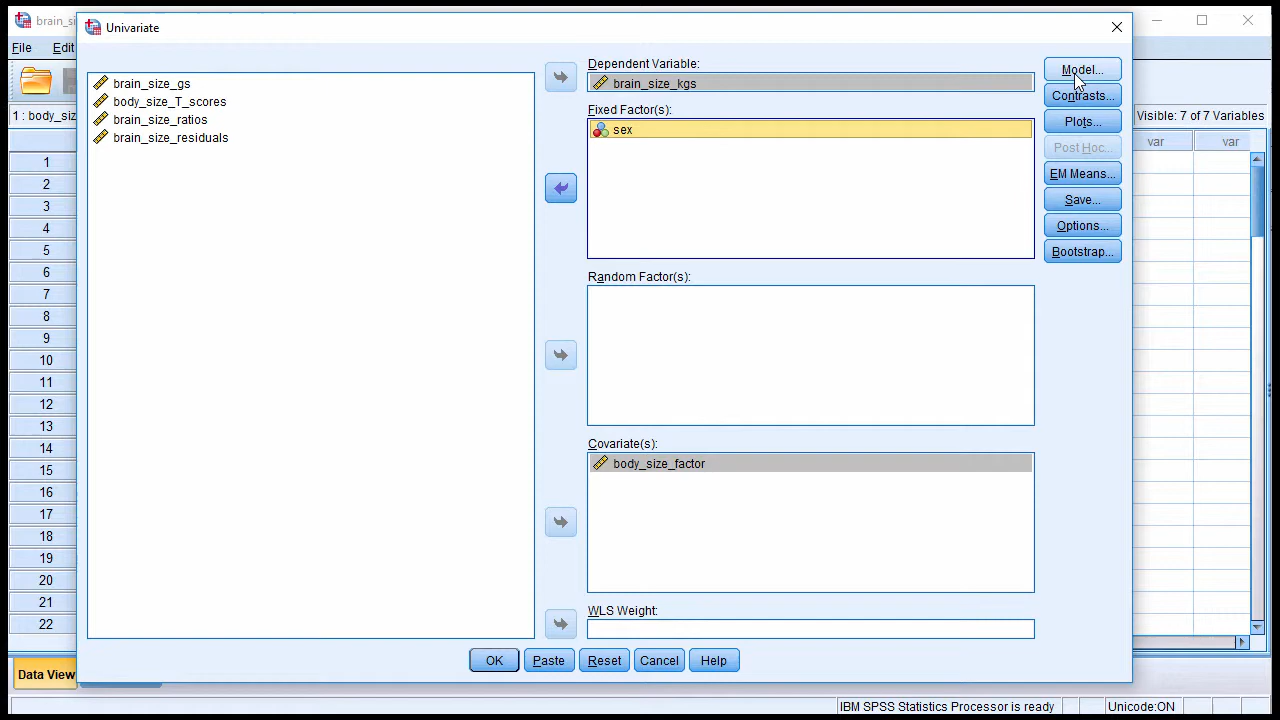 brain_si
Univariate
File
Edit
1 : body_siz
Visible: 7 of 7 Variables
var
var
1
2
3
4
5
6
7
8
9
10
11
12
13
14
15
16
17
18
19
20
21
22
brain_size_gs
body_size_T_scores
brain_size_ratios
brain_size_residuals
Dependent Variable:
brain_size_kgs
Fixed Factor(s):
sex
Random Factor(s):
Covariate(s):
body_size_factor
WLS Weight:
Model...
Contrasts...
Plots...
Post Hoc...
EM Means...
Save...
Options...
Bootstrap...
OK
Paste
Reset
Cancel
Help
Data View
IBM SPSS Statistics Processor is ready
Unicode:ON